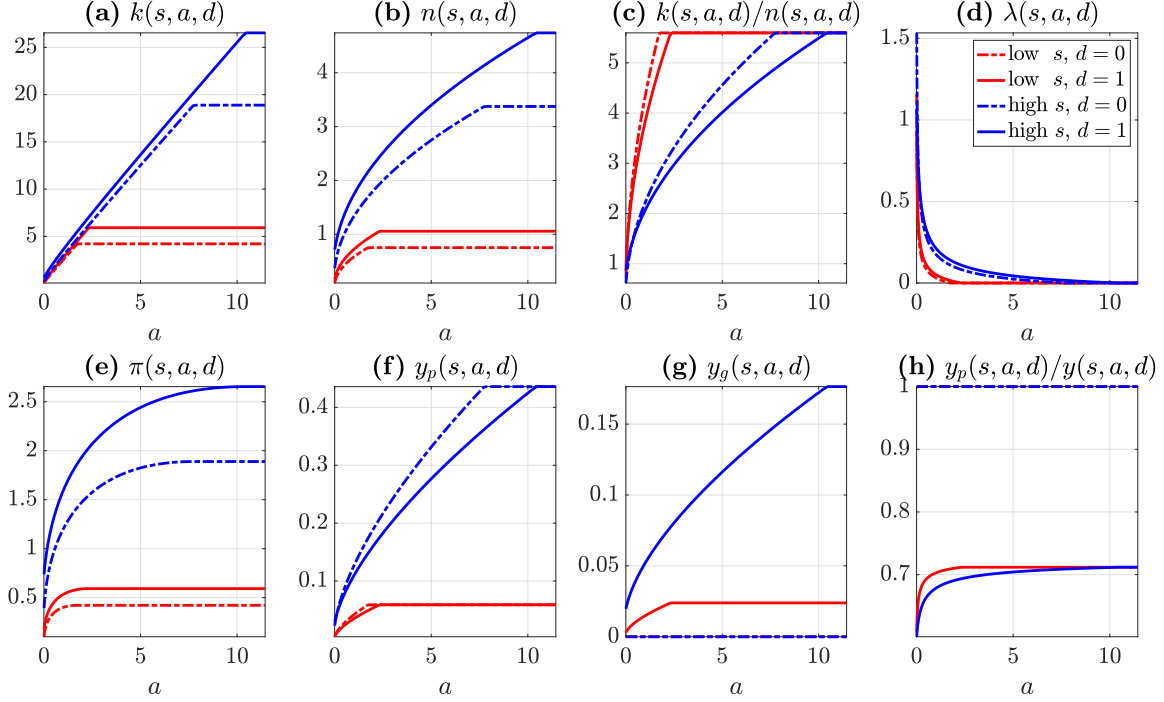 (a) k(s, a, d)
25
20
15
10
5
0
5
10
a
(b) n(s, a, d)
4
3
2
1
0
5
10
a
(c) k(s, a, d)/n(s, a, d)
5
4
3
2
1
0
5
10
a
(d) λ(s, a, d)
1.5
1
0.5
0
0
5
10
a
low s, d = 0
low s, d = 1
high s, d = 0
high s, d = 1
(e) π(s, a, d)
2.5
2
1.5
1
0.5
0
5
10
a
(f) y_p(s, a, d)
0.4
0.3
0.2
0.1
0
5
10
a
(g) y_g(s, a, d)
0.15
0.1
0.05
0
0
5
10
a
(h) y_p(s, a, d)/y(s, a, d)
1
0.9
0.8
0.7
0
5
10
a